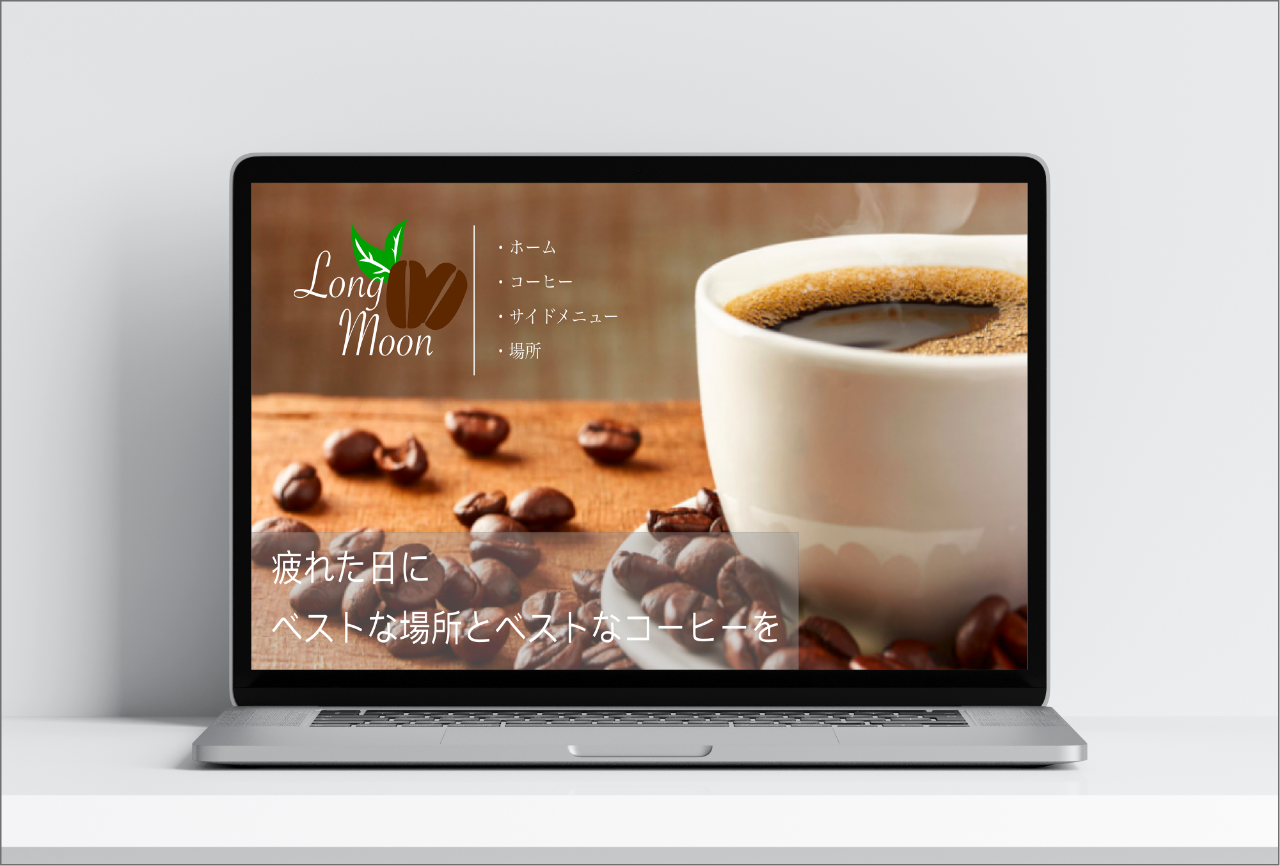 Long
Moon
・ホーム
・コーヒー
・サイドメニュー
・場所
疲れた日に
ベストな場所とベストなコーヒーを